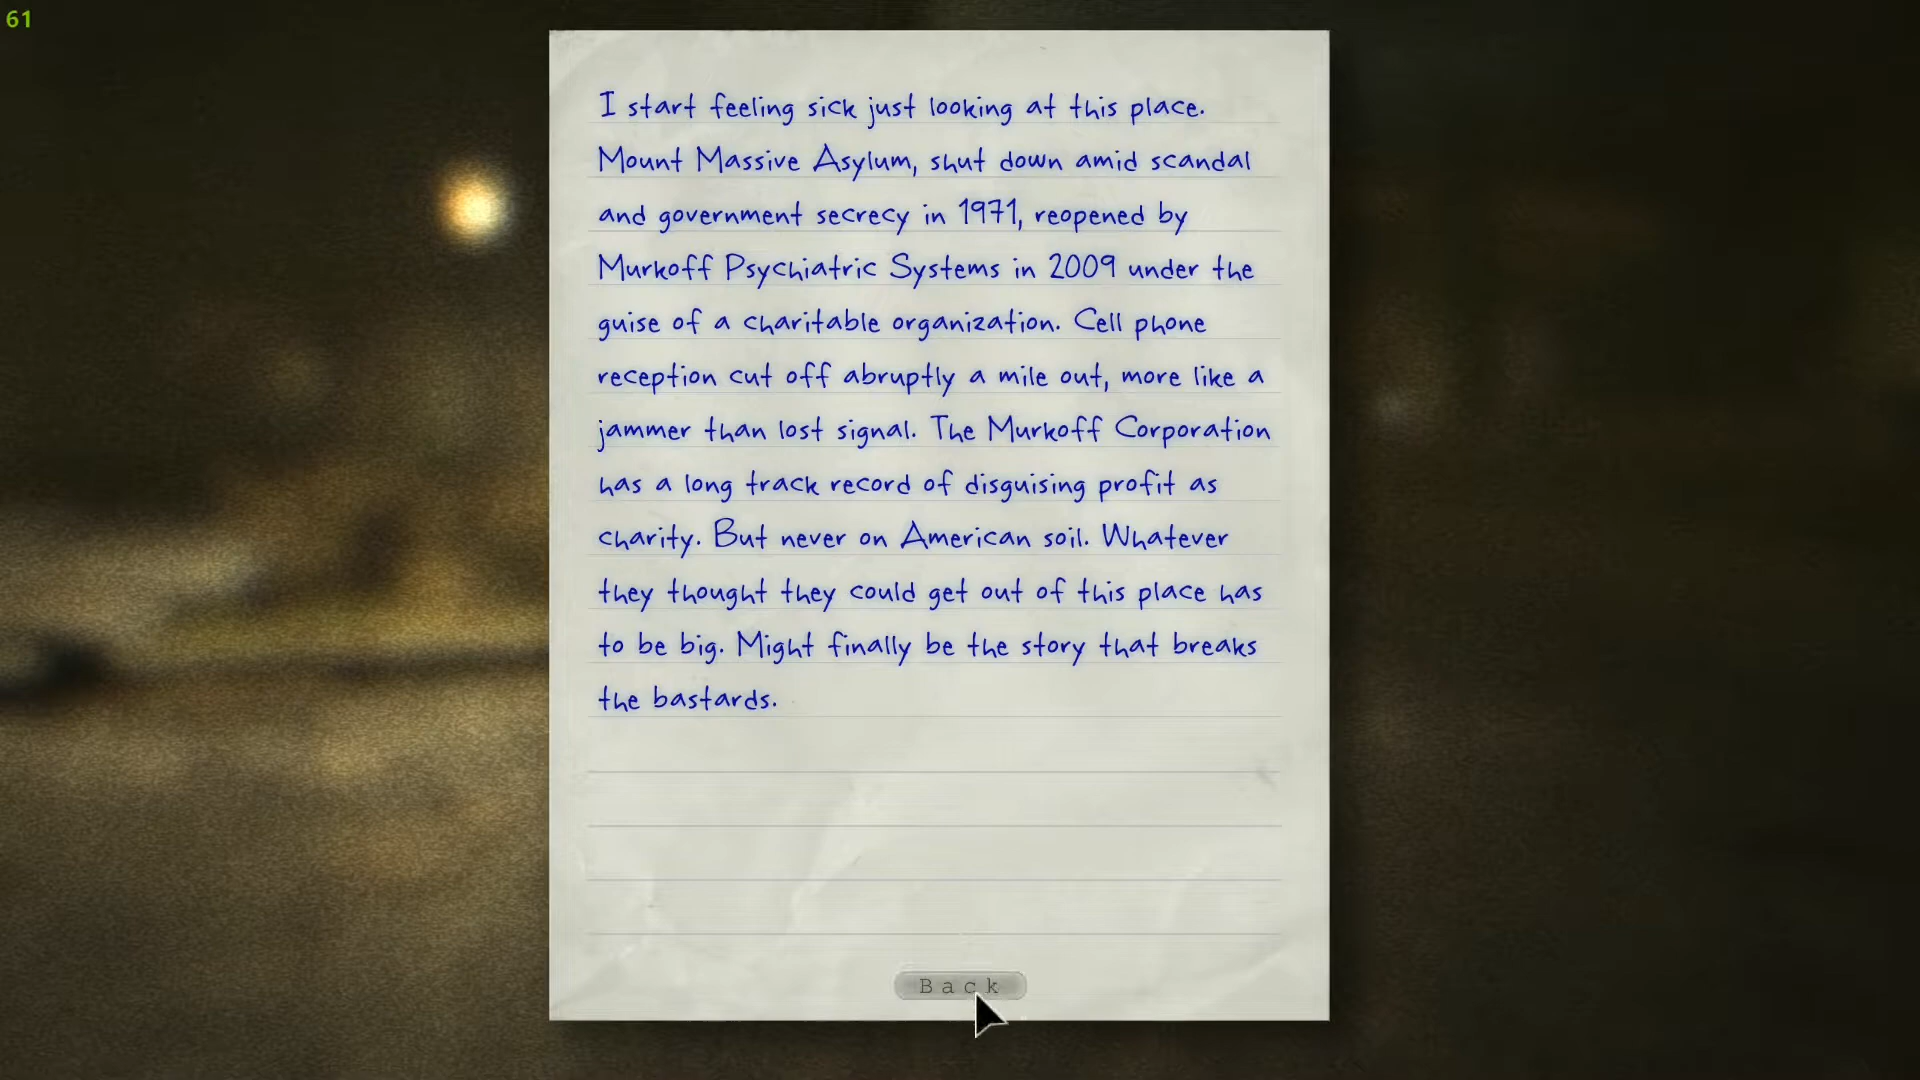 61
I start feeling sick just looking at this place.
Mount Massive Asylum, shut down amid scandal
and government secrecy in 1971, reopened by
Murkoff Psychiatric Systems in 2009 under the
guise of a charitable organization. Cell phone
reception cut off abruptly a mile out, more like a
jammer than lost signal. The Murkoff Corporation
has a long track record of disguising profit as
charity. But never on American soil. Whatever
they thought they could get out of this place has
to be big. Might finally be the story that breaks
the bastards.
Back